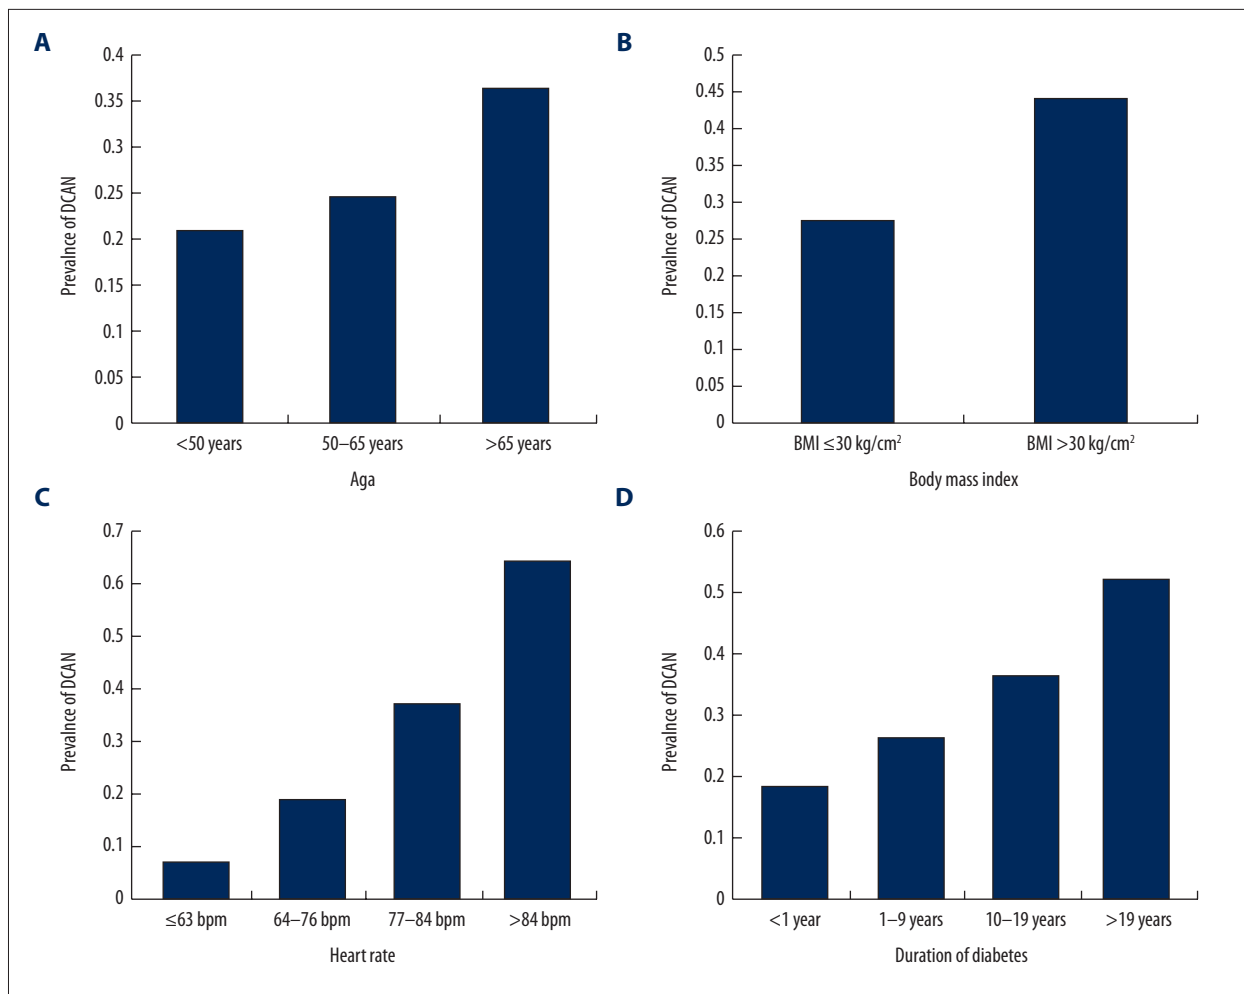 A
0.4
0.35
0.3
0.25
0.2
0.15
0.1
0.05
0
Prevalnce of DCAN
<50 years
50–65 years
>65 years
Aga
B
0.5
0.45
0.4
0.35
0.3
0.25
0.2
0.15
0.1
0.05
0
Prevalnce of DCAN
BMI ≤30 kg/cm²
BMI >30 kg/cm²
Body mass index
C
0.7
0.6
0.5
0.4
0.3
0.2
0.1
0
Prevalnce of DCAN
≤63 bpm
64–76 bpm
77–84 bpm
>84 bpm
Heart rate
D
0.6
0.5
0.4
0.3
0.2
0.1
0
Prevalnce of DCAN
<1 year
1–9 years
10–19 years
>19 years
Duration of diabetes